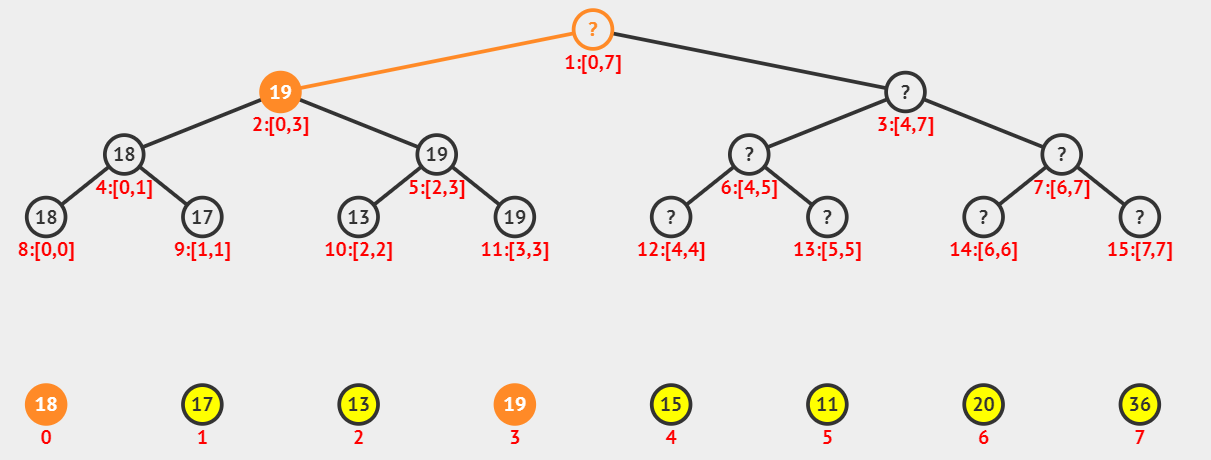 ?
1:[0,7]
19 ?
2:[0,3] 3:[4,7]
18 19 ? ?
4:[0,1] 5:[2,3] 6:[4,5] 7:[6,7]
18 17 13 19 ? ? ? ?
8:[0,0] 9:[1,1] 10:[2,2] 11:[3,3] 12:[4,4] 13:[5,5] 14:[6,6] 15:[7,7]
18 17 13 19 15 11 20 36
0 1 2 3 4 5 6 7